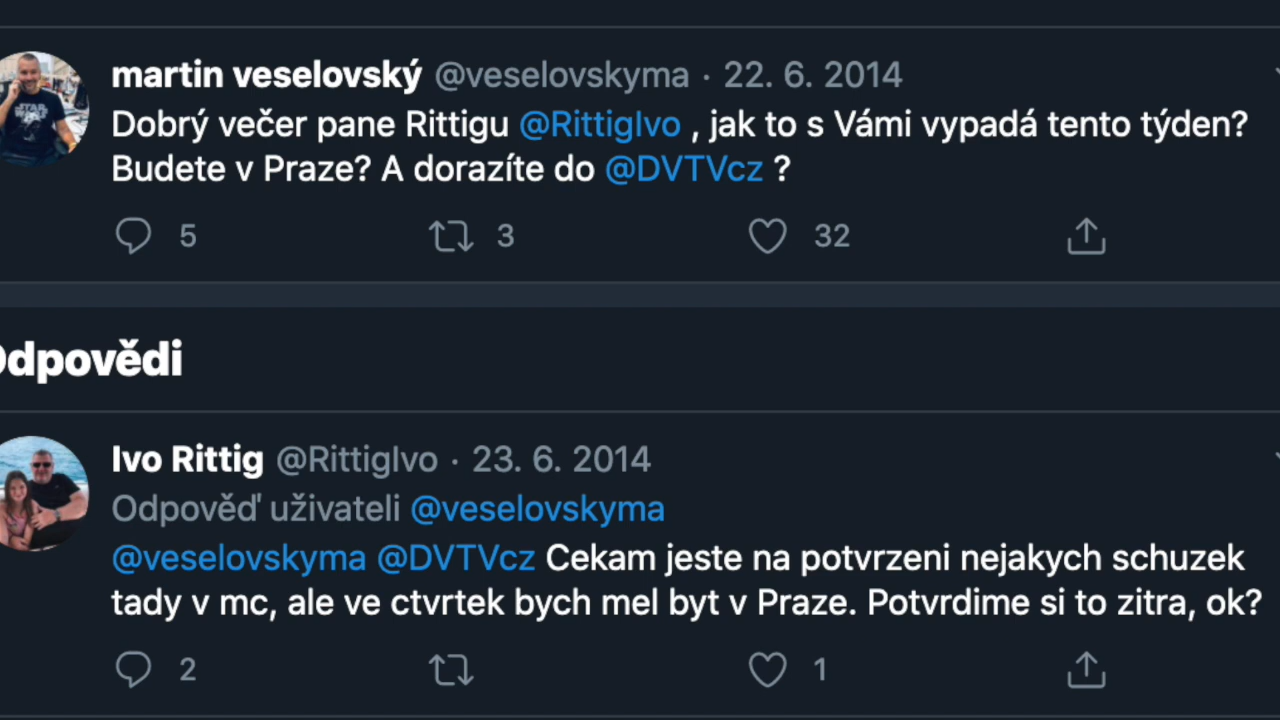 martin veselovský @veselovskyma · 22. 6. 2014
Dobrý večer pane Rittigu @RittigIvo , jak to s Vámi vypadá tento týden?
Budete v Praze? A dorazíte do @DVTVcz ?
5 3 32
Odpovědi
Ivo Rittig @RittigIvo · 23. 6. 2014
Odpověď uživateli @veselovskyma
@veselovskyma @DVTVcz Cekam jeste na potvrzeni nejakych schuzek
tady v mc, ale ve ctvrtek bych mel byt v Praze. Potvrdime si to zitra, ok?
2 1